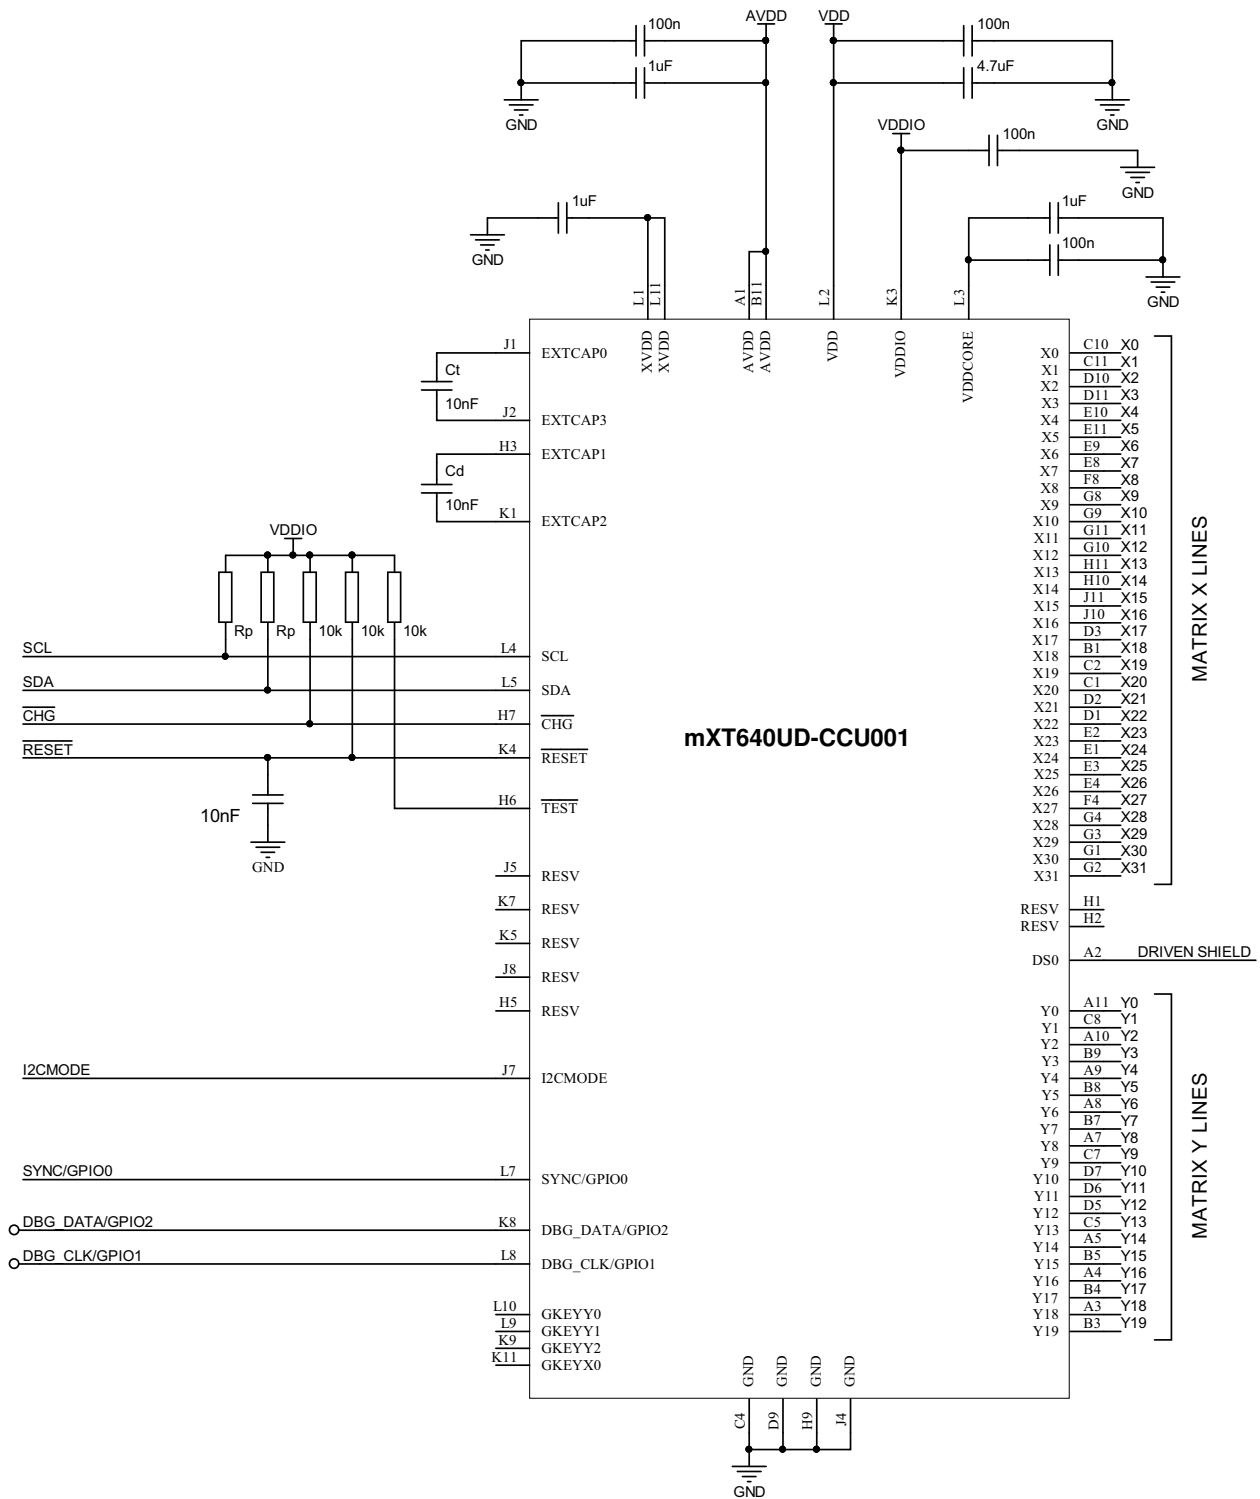 AVDD
VDD
100n
100n
1uF
4.7uF
GND
GND
VDDIO
100n
GND
1uF
1uF
100n
GND
GND
L1
L11
A1
B11
L2
K3
L3
XVDD
XVDD
AVDD
AVDD
VDD
VDDIO
VDDCORE
J1 EXTCAP0
Ct
10nF
J2 EXTCAP3
H3 EXTCAP1
Cd
10nF
K1 EXTCAP2
VDDIO
Rp Rp 10k 10k 10k
SCL L4 SCL
SDA L5 SDA
CHG H7 CHG
RESET K4 RESET
10nF
GND
H6 TEST
mXT640UD-CCU001
J5 RESV
K7 RESV
K5 RESV
J8 RESV
H5 RESV
I2CMODE J7 I2CMODE
SYNC/GPIO0 L7 SYNC/GPIO0
DBG_DATA/GPIO2 K8 DBG_DATA/GPIO2
DBG_CLK/GPIO1 L8 DBG_CLK/GPIO1
L10 GKEYY0
L9 GKEYY1
K9 GKEYY2
K11 GKEYX0
X0 C10 X0
X1 C11 X1
X2 D10 X2
X3 D11 X3
X4 E10 X4
X5 E11 X5
X6 E9 X6
X7 E8 X7
X8 F8 X8
X9 G8 X9
X10 G9 X10
X11 G11 X11
X12 G10 X12
X13 H11 X13
X14 H10 X14
X15 J11 X15
X16 J10 X16
X17 D3 X17
X18 B1 X18
X19 C2 X19
X20 C1 X20
X21 D2 X21
X22 D1 X22
X23 E2 X23
X24 E1 X24
X25 E3 X25
X26 E4 X26
X27 F4 X27
X28 G4 X28
X29 G3 X29
X30 G1 X30
X31 G2 X31
MATRIX X LINES
RESV H1
RESV H2
DS0 A2 DRIVEN SHIELD
Y0 A11 Y0
Y1 C8 Y1
Y2 A10 Y2
Y3 B9 Y3
Y4 A9 Y4
Y5 B8 Y5
Y6 A8 Y6
Y7 B7 Y7
Y8 A7 Y8
Y9 C7 Y9
Y10 D7 Y10
Y11 D6 Y11
Y12 D5 Y12
Y13 C5 Y13
Y14 A5 Y14
Y15 B5 Y15
Y16 A4 Y16
Y17 B4 Y17
Y18 A3 Y18
Y19 B3 Y19
MATRIX Y LINES
GND GND GND GND
C4 D9 H9 J4
GND